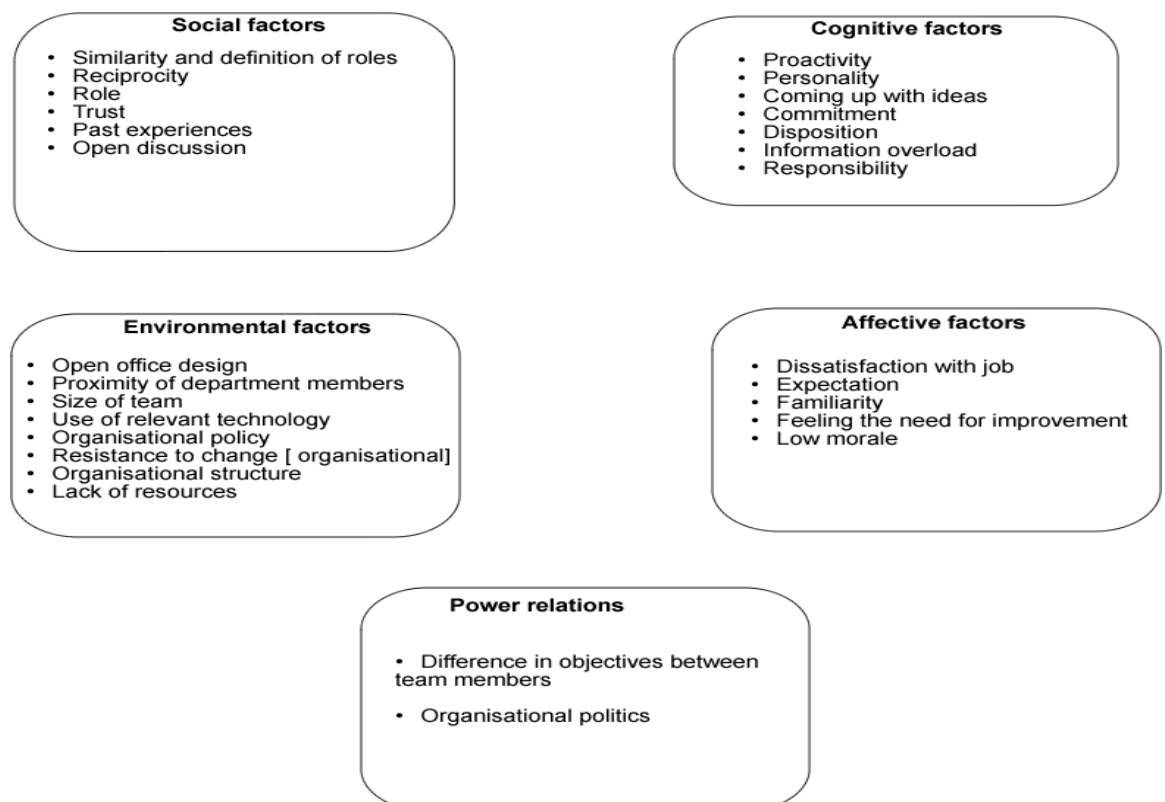 Social factors
• Similarity and definition of roles
• Reciprocity
• Role
• Trust
• Past experiences
• Open discussion
Cognitive factors
• Proactivity
• Personality
• Coming up with ideas
• Commitment
• Disposition
• Information overload
• Responsibility
Environmental factors
• Open office design
• Proximity of department members
• Size of team
• Use of relevant technology
• Organisational policy
• Resistance to change [ organisational]
• Organisational structure
• Lack of resources
Affective factors
• Dissatisfaction with job
• Expectation
• Familiarity
• Feeling the need for improvement
• Low morale
Power relations
• Difference in objectives between
team members
• Organisational politics